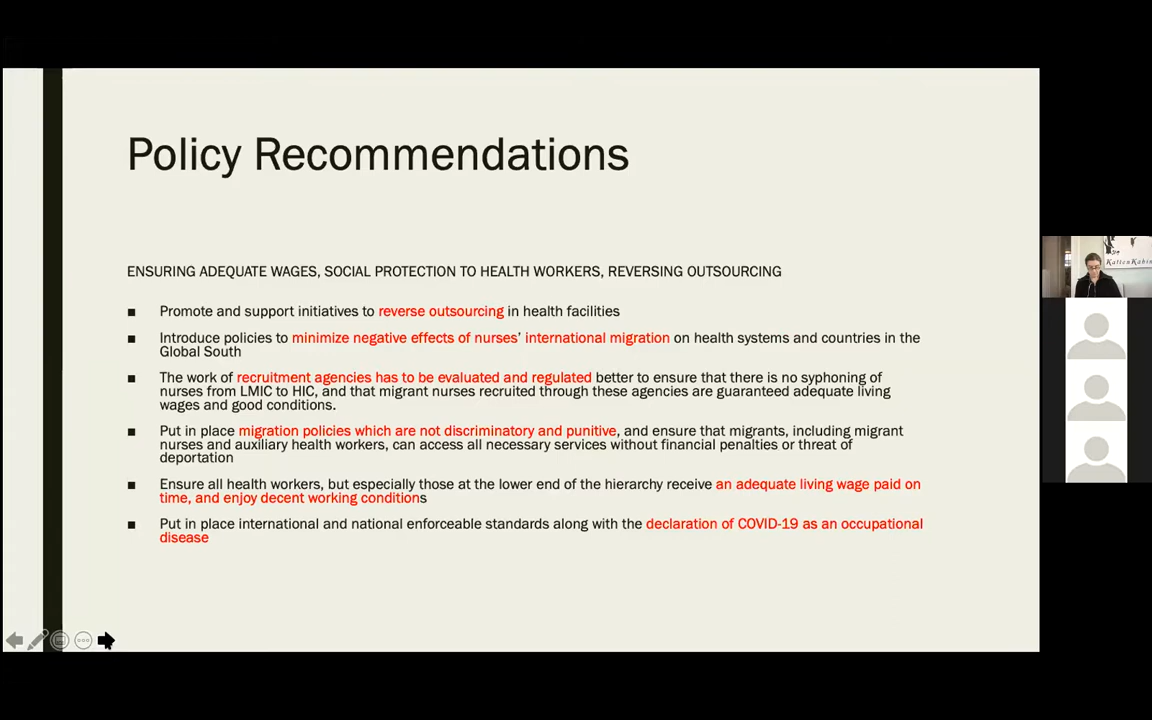 Policy Recommendations
ENSURING ADEQUATE WAGES, SOCIAL PROTECTION TO HEALTH WORKERS, REVERSING OUTSOURCING
■ Promote and support initiatives to reverse outsourcing in health facilities
■ Introduce policies to minimize negative effects of nurses’ international migration on health systems and countries in the
Global South
■ The work of recruitment agencies has to be evaluated and regulated better to ensure that there is no syphoning of
nurses from LMIC to HIC, and that migrant nurses recruited through these agencies are guaranteed adequate living
wages and good conditions.
■ Put in place migration policies which are not discriminatory and punitive, and ensure that migrants, including migrant
nurses and auxiliary health workers, can access all necessary services without financial penalties or threat of
deportation
■ Ensure all health workers, but especially those at the lower end of the hierarchy receive an adequate living wage paid on
time, and enjoy decent working conditions
■ Put in place international and national enforceable standards along with the declaration of COVID-19 as an occupational
disease